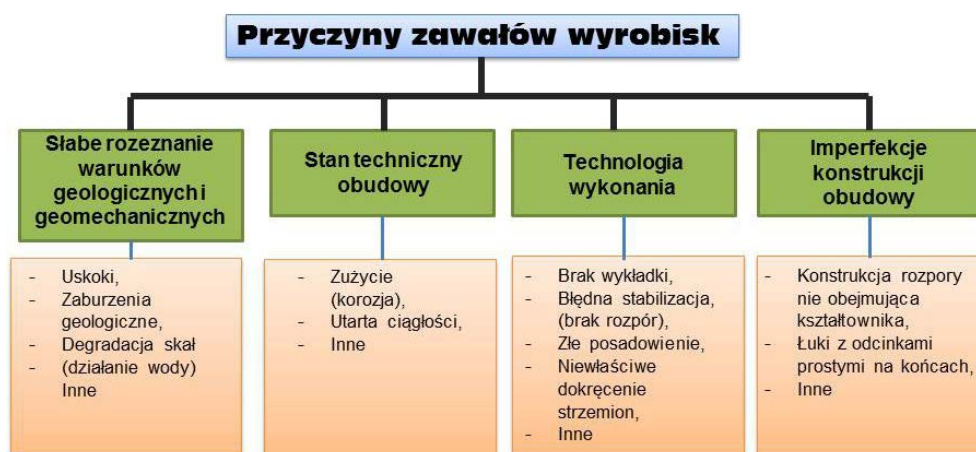 Przyczyny zawałów wyrobisk
Słabe rozeznanie
warunków
geologicznych i
geomechanicznych
- Uskoki,
- Zaburzenia
geologiczne,
- Degradacja skał
- (działanie wody)
Inne
Stan techniczny
obudowy
- Zużycie
(korozja),
- Utarta ciągłości,
- Inne
Technologia
wykonania
- Brak wykładki,
- Błędna stabilizacja,
(brak rozpór),
- Złe posadowienie,
- Niewłaściwe
dokręcenie
strzemion,
- Inne
Imperfekcje
konstrukcji
obudowy
- Konstrukcja rozpory
nie obejmująca
kształtownika,
- Łuki z odcinkami
prostymi na końcach,
- Inne